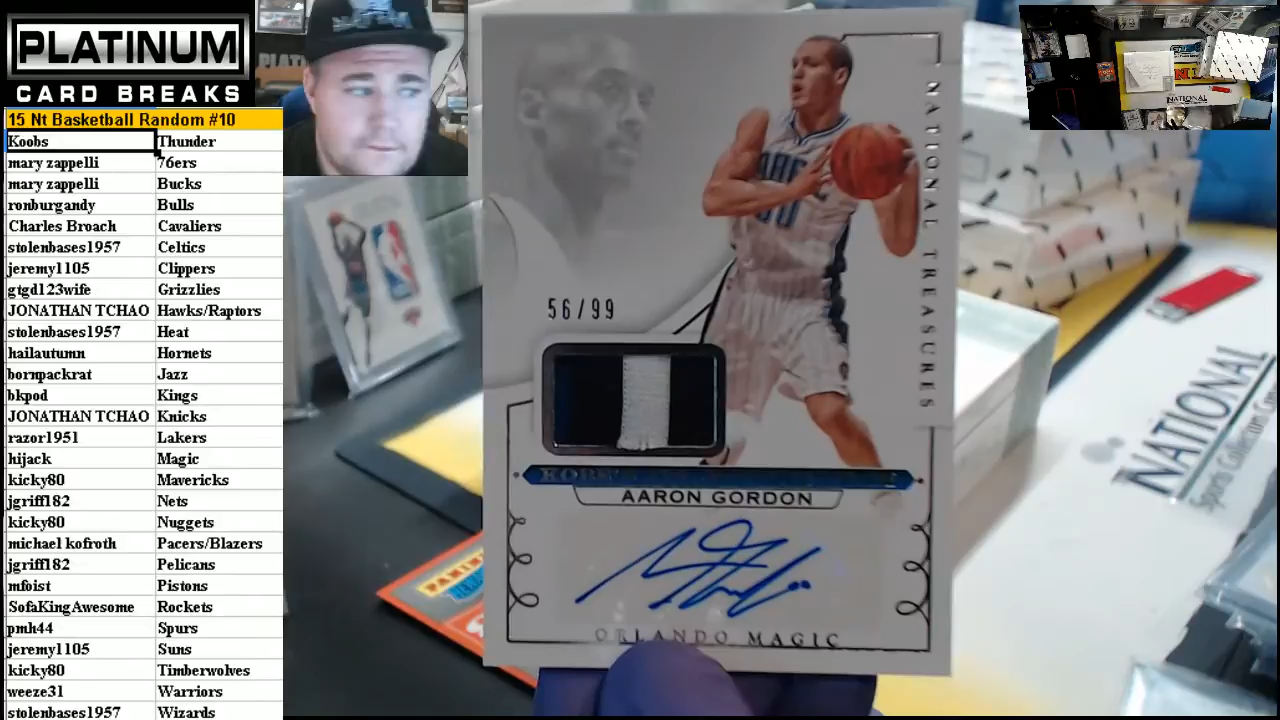 PLATINUM
CARD BREAKS
15 Nt Basketball Random #10
Koobs Thunder
mary zappelli 76ers
mary zappelli Bucks
ronburgandy Bulls
Charles Broach Cavaliers
stolenbases1957 Celtics
jeremy1105 Clippers
gtgd123wife Grizzlies
JONATHAN TCHAO Hawks/Raptors
stolenbases1957 Heat
hailautumn Hornets
bornpackrat Jazz
bkpod Kings
JONATHAN TCHAO Knicks
razor1951 Lakers
hijack Magic
kicky80 Mavericks
jgriff182 Nets
kicky80 Nuggets
michael kofroth Pacers/Blazers
jgriff182 Pelicans
mfoist Pistons
SofaKingAwesome Rockets
pmh44 Spurs
jeremy1105 Suns
kicky80 Timberwolves
weeze31 Warriors
stolenbases1957 Wizards
NATIONAL TREASURES
56/99
AARON GORDON
ORLANDO MAGIC
PANINI
NATIONAL
Sports Collectors
NATIONAL